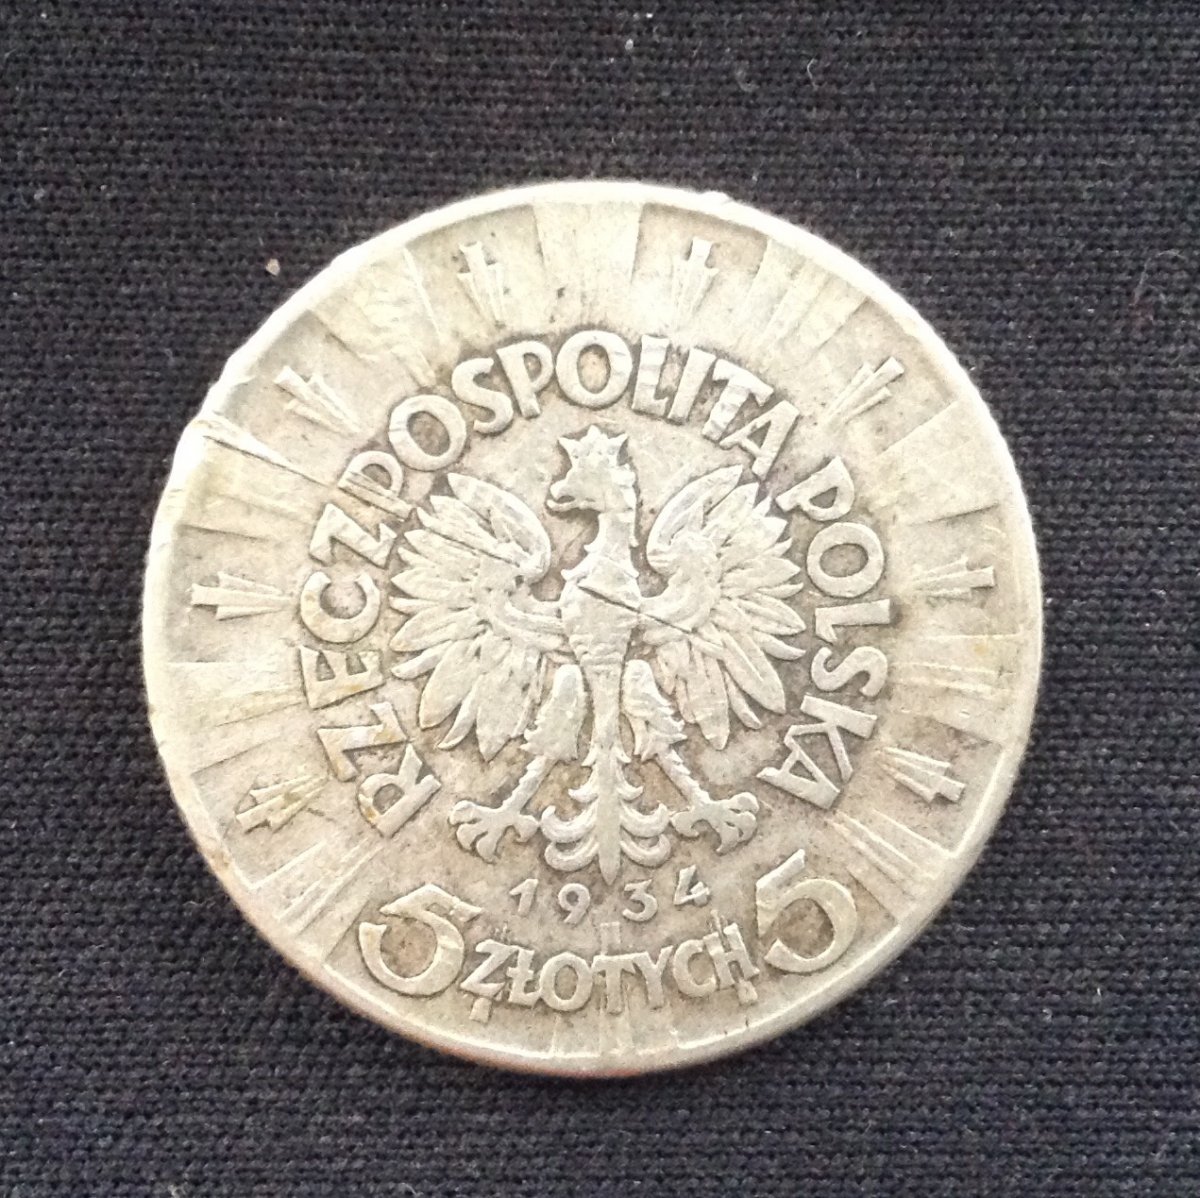 RZECZPOSPOLITA POLSKA
1934
5 ZŁOTYCH 5